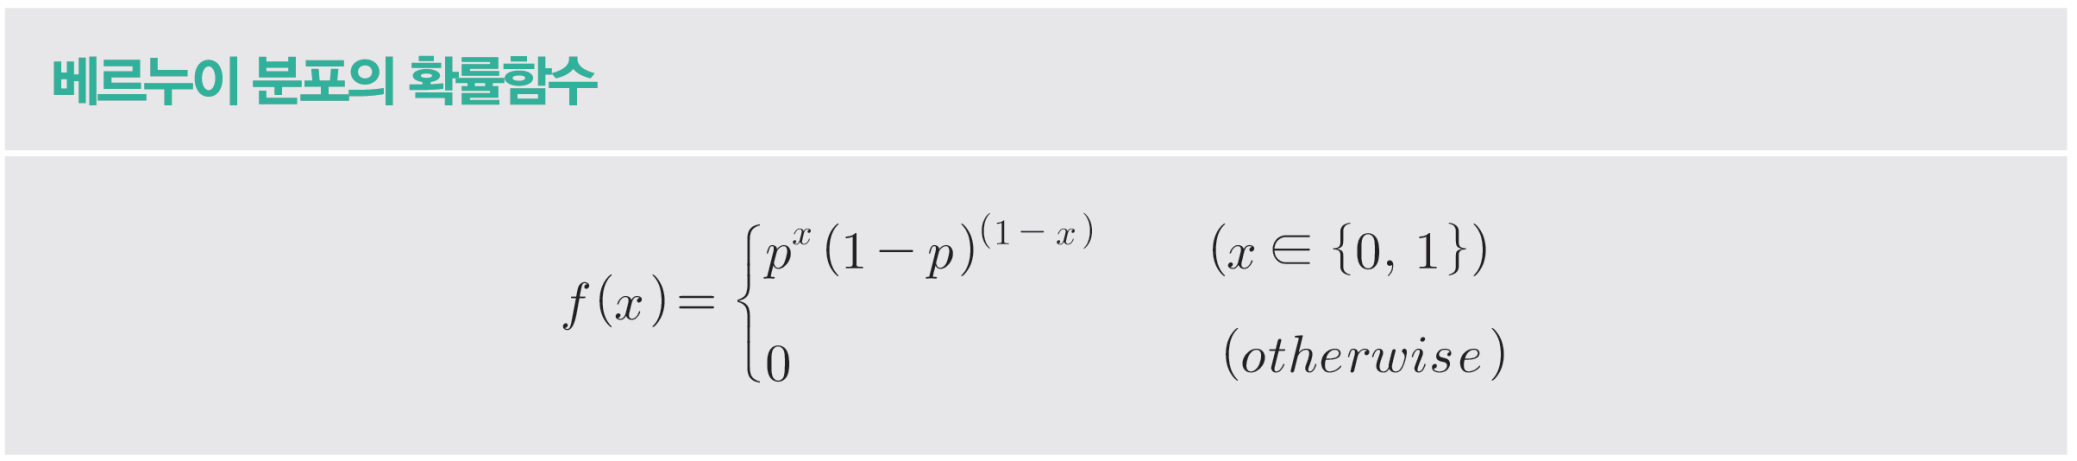 베르누이 분포의 확률함수
f(x) = { p^x (1 − p)^(1 − x) (x ∈ {0, 1})
0 (otherwise)